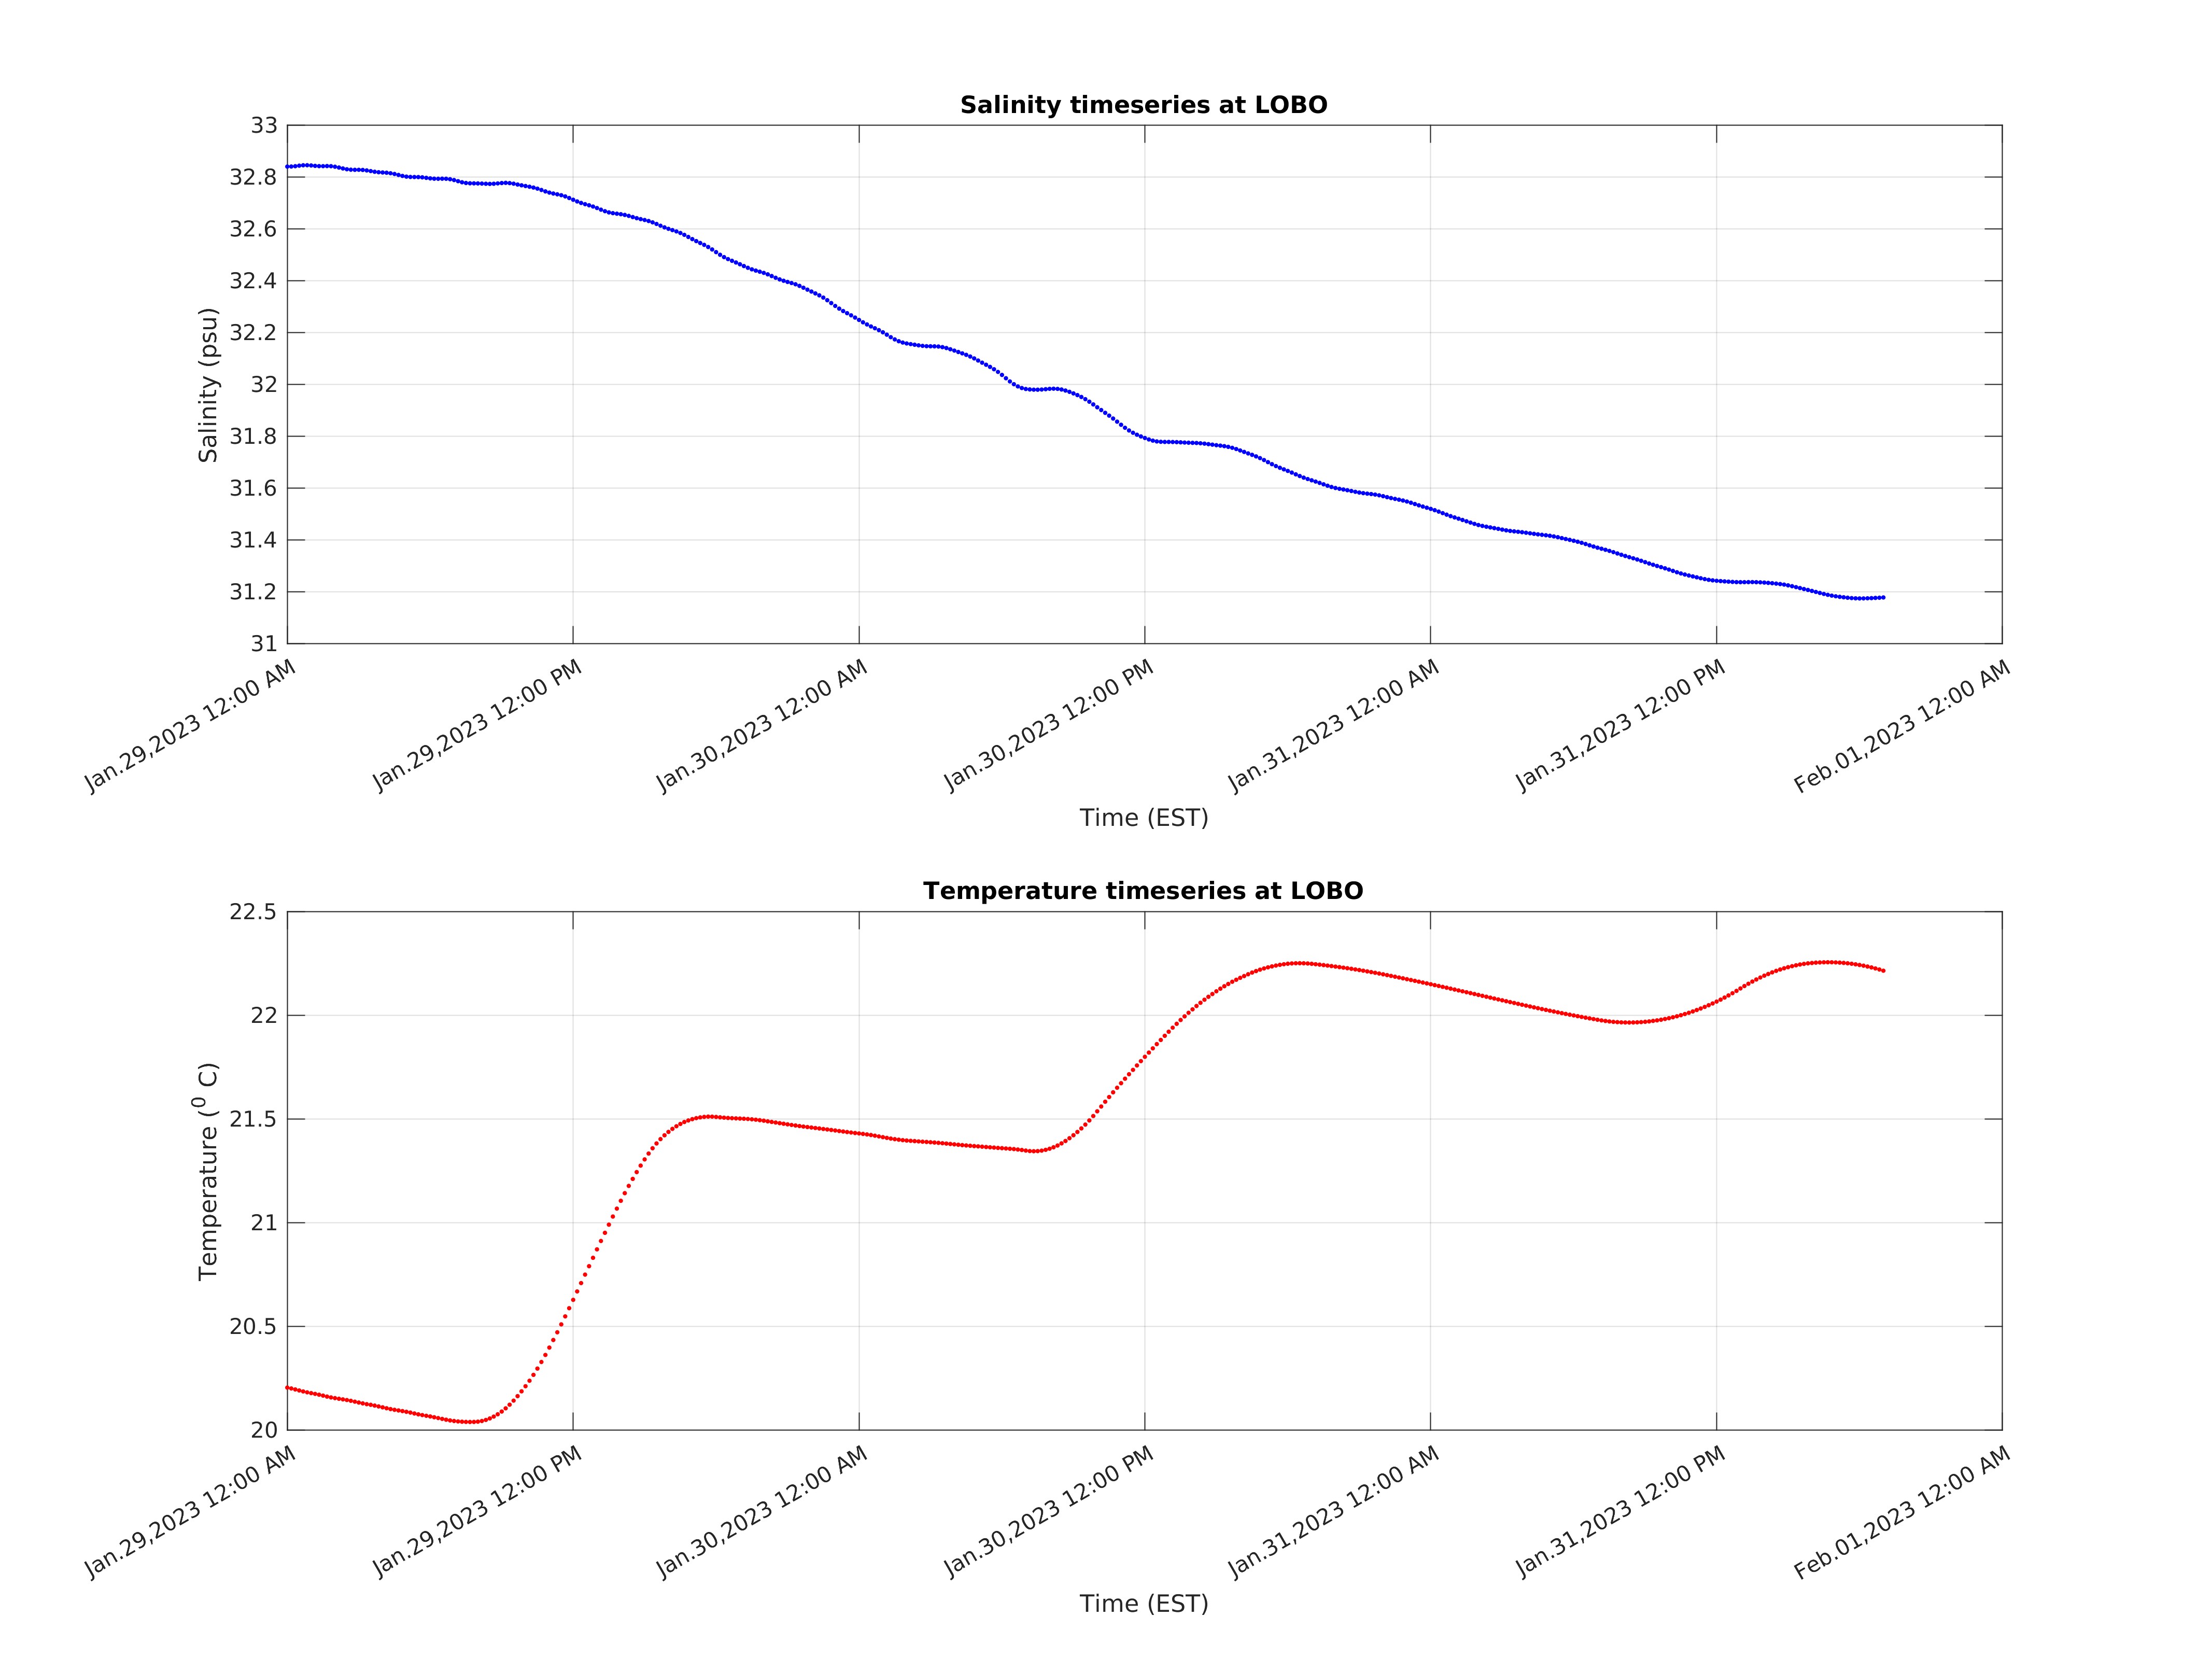 Salinity timeseries at LOBO
33
32.8
32.6
32.4
32.2
32
31.8
31.6
31.4
31.2
31
Salinity (psu)
Jan.29,2023 12:00 AM
Jan.29,2023 12:00 PM
Jan.30,2023 12:00 AM
Jan.30,2023 12:00 PM
Jan.31,2023 12:00 AM
Jan.31,2023 12:00 PM
Feb.01,2023 12:00 AM
Time (EST)
Temperature timeseries at LOBO
22.5
22
21.5
21
20.5
20
Temperature (⁰ C)
Jan.29,2023 12:00 AM
Jan.29,2023 12:00 PM
Jan.30,2023 12:00 AM
Jan.30,2023 12:00 PM
Jan.31,2023 12:00 AM
Jan.31,2023 12:00 PM
Feb.01,2023 12:00 AM
Time (EST)